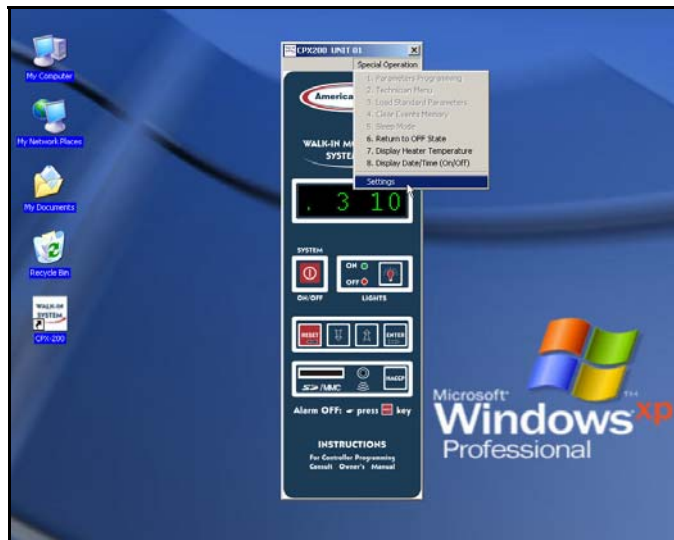 CPX200 UNIT 01
Special Operation
1. Parameters Programming
2. Technician Menu
3. Load Standard Parameters
4. Clear Events Memory
5. Sleep Mode
6. Return to OFF State
7. Display Heater Temperature
8. Display Date/Time (On/Off)
Settings
My Computer
My Network Places
My Documents
Recycle Bin
WALK-IN
SYSTEM
CPX-200
America
WALK-IN M
SYSTE
. 3 10
SYSTEM
ON
OFF
ON/OFF
LIGHTS
RESET
ENTER
SD/MMC
HACCP
Alarm OFF: press key
INSTRUCTIONS
For Controller Programming
Consult Owner's Manual
Microsoft
Windows xp
Professional